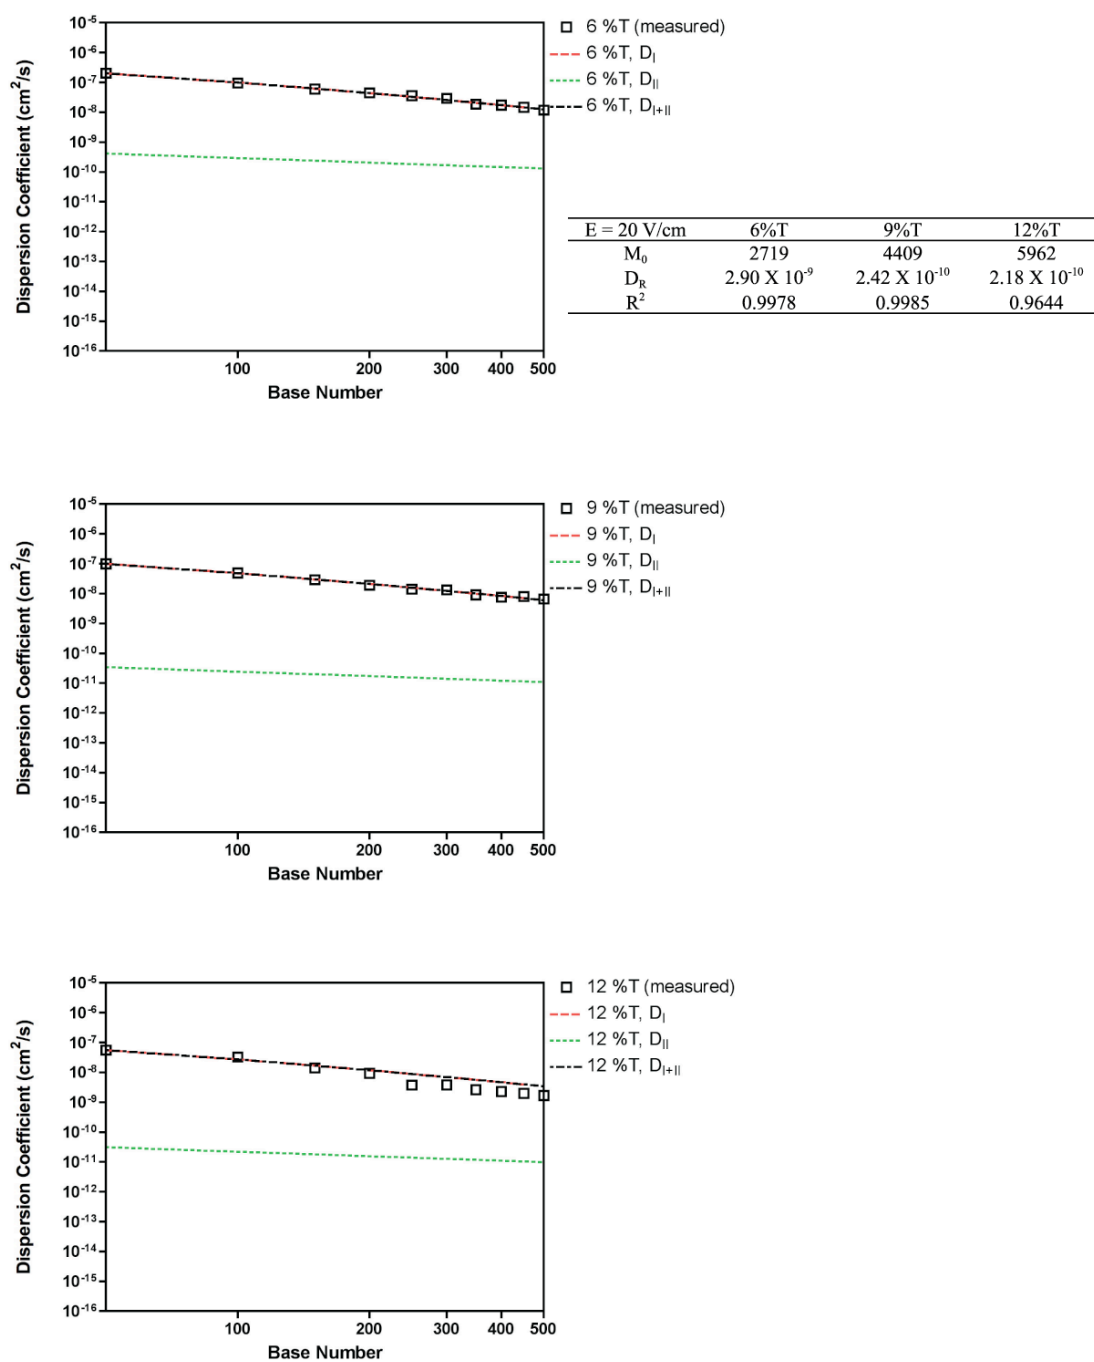 Dispersion Coefficient (cm²/s)
10⁻⁵
10⁻⁶
10⁻⁷
10⁻⁸
10⁻⁹
10⁻¹⁰
10⁻¹¹
10⁻¹²
10⁻¹³
10⁻¹⁴
10⁻¹⁵
10⁻¹⁶
100 200 300 400 500
Base Number
6 %T (measured)
6 %T, D_I
6 %T, D_II
6 %T, D_I+II
E = 20 V/cm 6%T 9%T 12%T
M₀ 2719 4409 5962
D_R 2.90 X 10⁻⁹ 2.42 X 10⁻¹⁰ 2.18 X 10⁻¹⁰
R² 0.9978 0.9985 0.9644
Dispersion Coefficient (cm²/s)
10⁻⁵
10⁻⁶
10⁻⁷
10⁻⁸
10⁻⁹
10⁻¹⁰
10⁻¹¹
10⁻¹²
10⁻¹³
10⁻¹⁴
10⁻¹⁵
10⁻¹⁶
100 200 300 400 500
Base Number
9 %T (measured)
9 %T, D_I
9 %T, D_II
9 %T, D_I+II
Dispersion Coefficient (cm²/s)
10⁻⁵
10⁻⁶
10⁻⁷
10⁻⁸
10⁻⁹
10⁻¹⁰
10⁻¹¹
10⁻¹²
10⁻¹³
10⁻¹⁴
10⁻¹⁵
10⁻¹⁶
100 200 300 400 500
Base Number
12 %T (measured)
12 %T, D_I
12 %T, D_II
12 %T, D_I+II